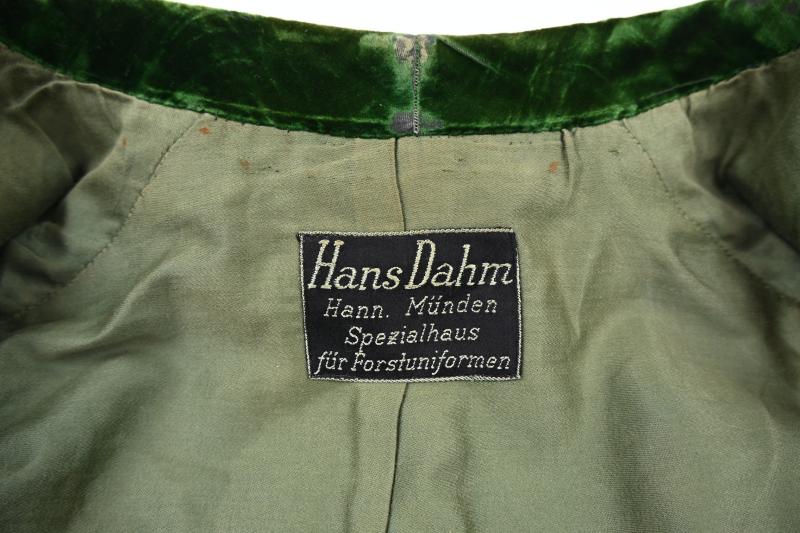 Hans Dahm
Hann. Münden
Spezialhaus
für Forstuniformen